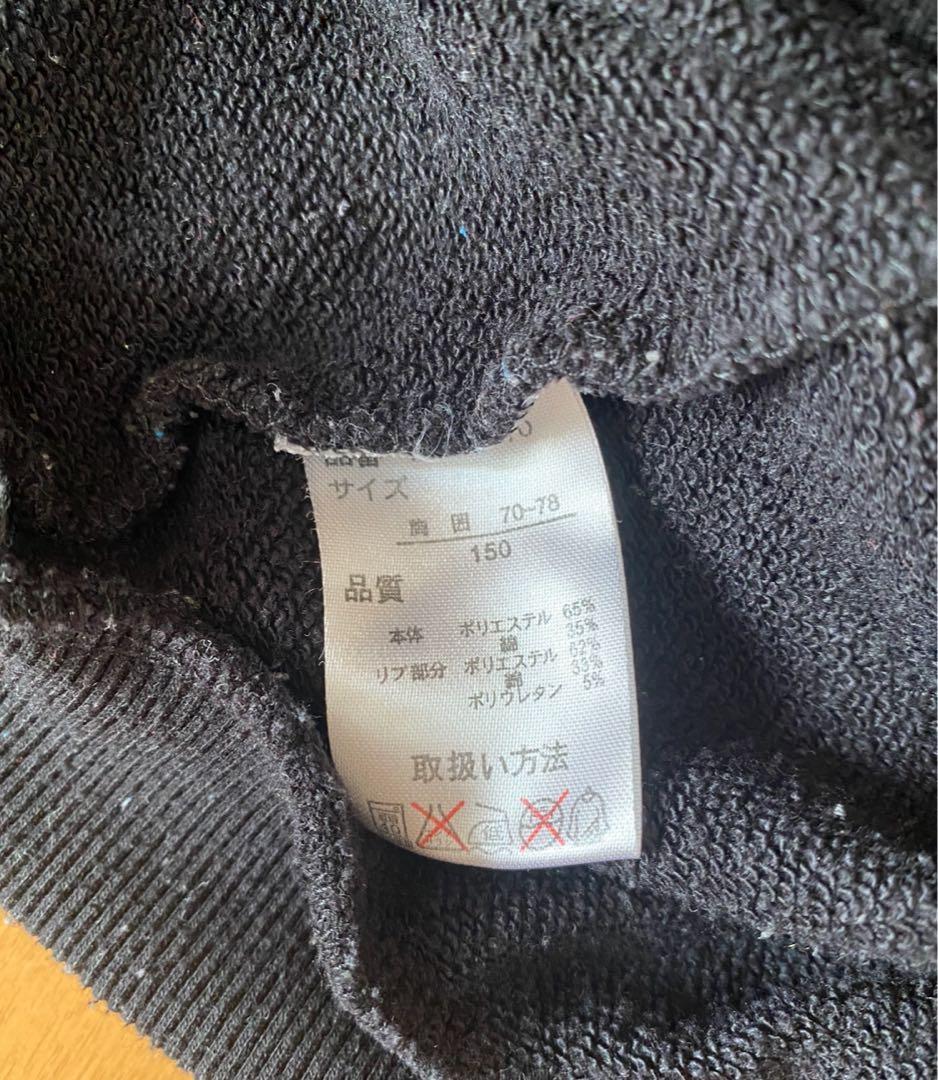 品番
サイズ
胸囲 70-78
150
品質
本体 ポリエステル 65%
綿 35%
リブ部分 ポリエステル 62%
綿 33%
ポリウレタン 5%
取扱い方法